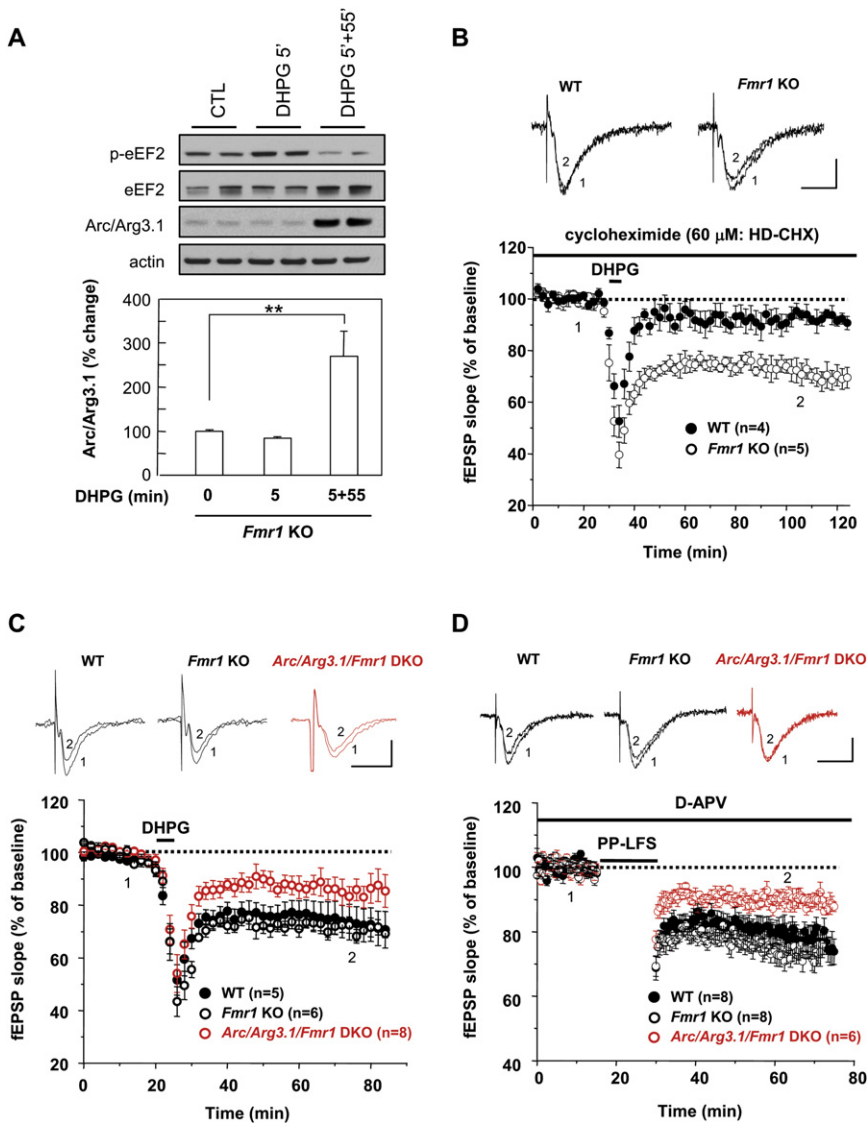 A
CTL
DHPG 5'
DHPG 5'+55'
p-eEF2
eEF2
Arc/Arg3.1
actin
Arc/Arg3.1 (% change)
400
300
200
100
0
**
DHPG (min) 0 5 5+55
Fmr1 KO
B
WT Fmr1 KO
2 1 2 1
cycloheximide (60 μM: HD-CHX)
DHPG
fEPSP slope (% of baseline)
120
100
80
60
40
20
1
2
WT (n=4)
Fmr1 KO (n=5)
0 20 40 60 80 100 120
Time (min)
C
WT Fmr1 KO Arc/Arg3.1/Fmr1 DKO
2 1 2 1 2 1
DHPG
fEPSP slope (% of baseline)
120
100
80
60
40
20
1
2
WT (n=5)
Fmr1 KO (n=6)
Arc/Arg3.1/Fmr1 DKO (n=8)
0 20 40 60 80
Time (min)
D
WT Fmr1 KO Arc/Arg3.1/Fmr1 DKO
2 1 2 1 2 1
D-APV
PP-LFS
fEPSP slope (% of baseline)
120
100
80
60
40
1
2
WT (n=8)
Fmr1 KO (n=8)
Arc/Arg3.1/Fmr1 DKO (n=6)
0 10 20 30 40 50 60 70 80
Time (min)